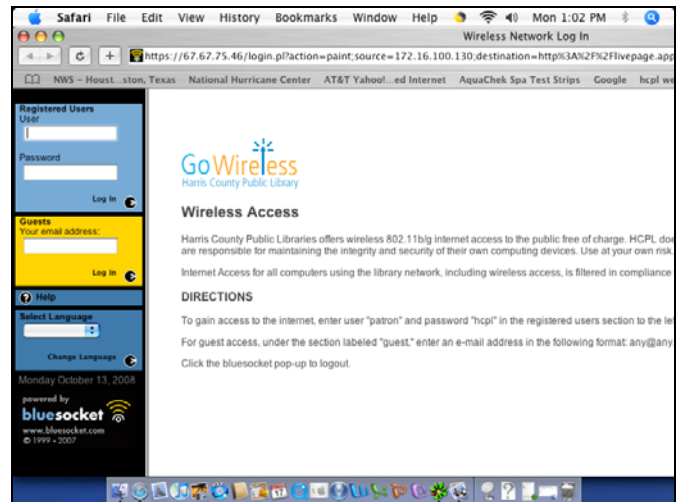 Safari File Edit View History Bookmarks Window Help Mon 1:02 PM
Wireless Network Log In
https://67.67.75.46/login.pl?action=paint;source=172.16.100.130;destination=http%3A%2F%2Flivepage.app
NWS – Houst...ston, Texas National Hurricane Center AT&T Yahoo!...ed Internet AquaChek Spa Test Strips Google hcpl we
Registered Users
User
Password
Log In
Guests
Your email address:
Log in
Help
Select Language
Change Language
Monday October 13, 2008
powered by
bluesocket
www.bluesocket.com
© 1999 - 2007
GoWireless
Harris County Public Library
Wireless Access
Harris County Public Libraries offers wireless 802.11b/g internet access to the public free of charge. HCPL doe
are responsible for maintaining the integrity and security of their own computing devices. Use at your own risk.
Internet Access for all computers using the library network, including wireless access, is filtered in compliance
DIRECTIONS
To gain access to the internet, enter user "patron" and password "hcpl" in the registered users section to the lef
For guest access, under the section labeled "guest," enter an e-mail address in the following format: any@any.
Click the bluesocket pop-up to logout.